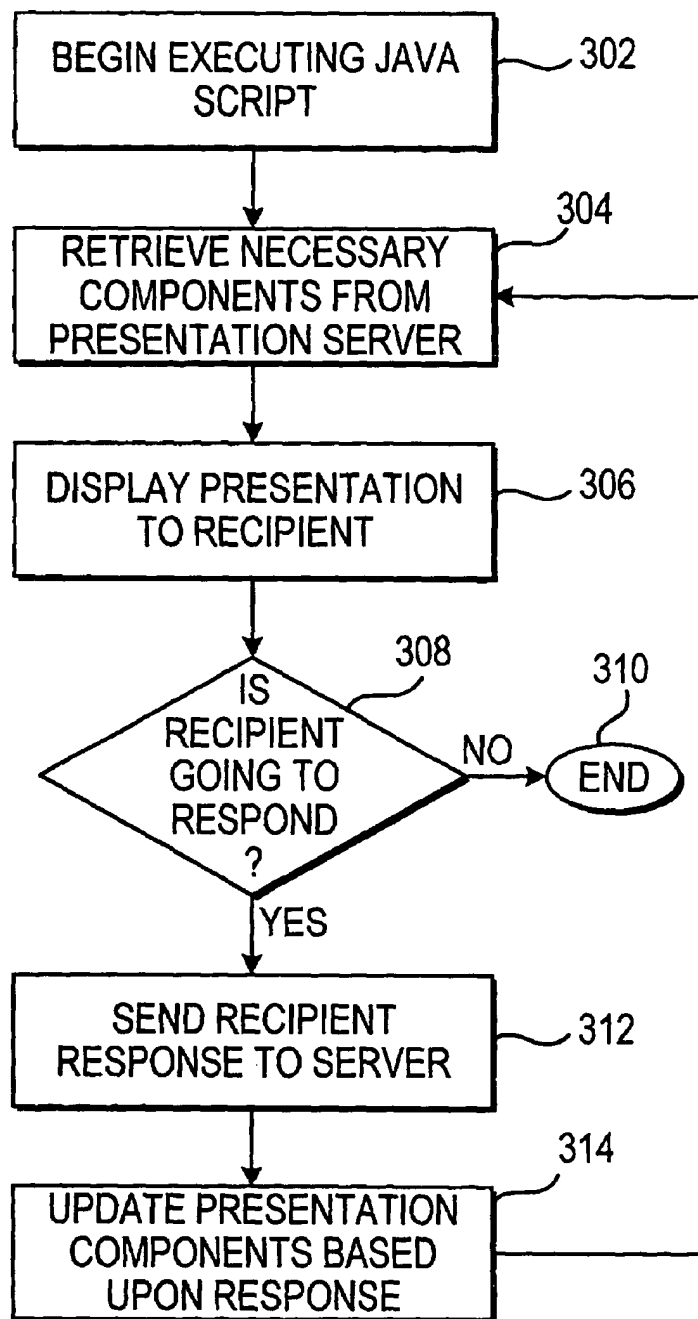 BEGIN EXECUTING JAVA
SCRIPT
302
RETRIEVE NECESSARY
COMPONENTS FROM
PRESENTATION SERVER
304
DISPLAY PRESENTATION
TO RECIPIENT
306
IS
RECIPIENT
GOING TO
RESPOND
?
308
NO
310
END
YES
SEND RECIPIENT
RESPONSE TO SERVER
312
UPDATE PRESENTATION
COMPONENTS BASED
UPON RESPONSE
314